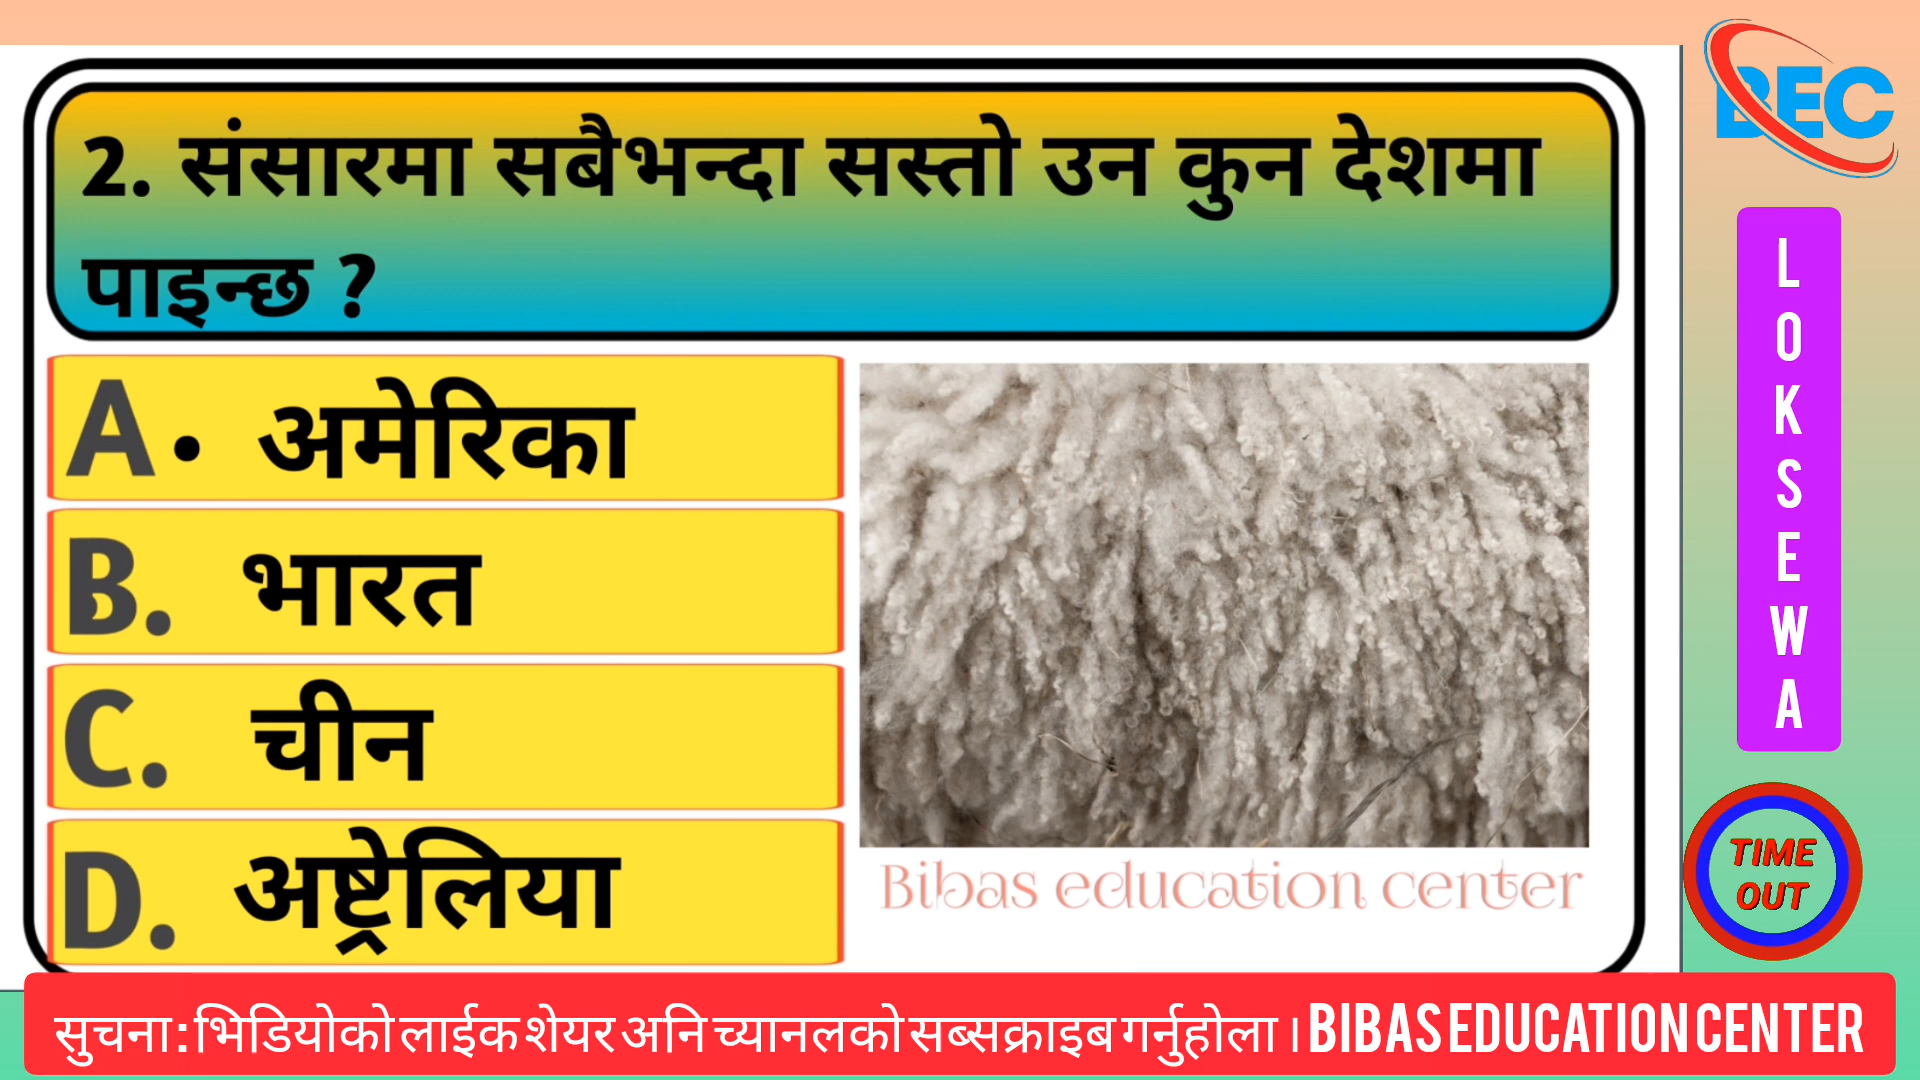 BEC
2. संसारमा सबैभन्दा सस्तो उन कुन देशमा
पाइन्छ ?
A. अमेरिका
B. भारत
C. चीन
D. अष्ट्रेलिया
Bibas education center
L
O
K
S
E
W
A
TIME
OUT
सुचना : भिडियोको लाईक शेयर अनि च्यानलको सब्सक्राइब गर्नुहोला । BIBAS EDUCATION CENTER